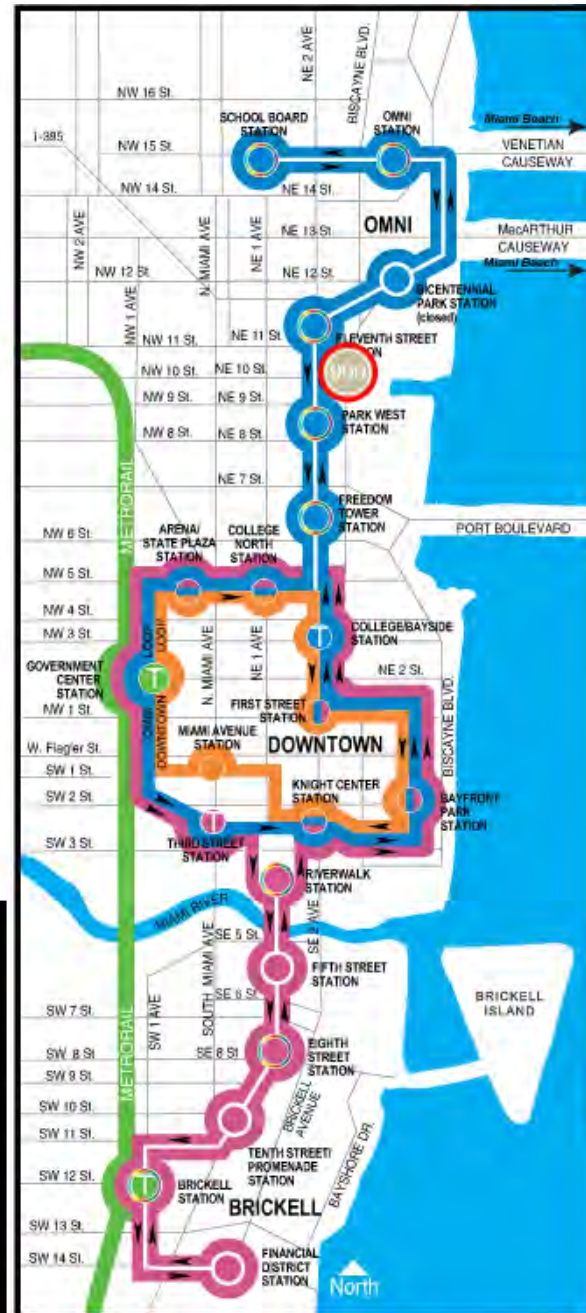 NE 2 AVE
BISCAYNE BLVD.
NW 16 St.
SCHOOL BOARD
STATION
OMNI
STATION
Miami Beach
I-395
NW 15 St.
VENETIAN
CAUSEWAY
NW 14 St.
NE 14 St.
NW 2 AVE
NW 1 AVE
N. MIAMI AVE
NE 1 AVE
NE 13 St.
OMNI
MacARTHUR
CAUSEWAY
Miami Beach
NW 12 St.
NE 12 St.
BICENTENNIAL
PARK STATION
(closed)
NW 11 St.
NE 11 St.
ELEVENTH STREET
NW 10 St.
NE 10 St.
NW 9 St.
NE 9 St.
PARK WEST
STATION
NW 8 St.
NE 8 St.
NE 7 St.
METRORAIL
ARENA/
STATE PLAZA
STATION
COLLEGE
NORTH
STATION
FREEDOM
TOWER
STATION
PORT BOULEVARD
NW 6 St.
NW 5 St.
NW 4 St.
NW 3 St.
COLLEGE/BAYSIDE
STATION
GOVERNMENT
CENTER
STATION
T
T
OMNI LOOP
DOWNTOWN LOOP
N. MIAMI AVE
NE 1 AVE
NE 2 St.
NW 1 St.
FIRST STREET
STATION
BISCAYNE BLVD.
MIAMI AVENUE
STATION
DOWNTOWN
W. Flagler St.
SW 1 St.
SW 2 St.
KNIGHT CENTER
STATION
BAYFRONT
PARK
STATION
T
THIRD STREET
STATION
SW 3 St.
RIVERWALK
STATION
MIAMI RIVER
SE 2 AVE
SE 5 St.
FIFTH STREET
STATION
SOUTH MIAMI AVE
SW 1 AVE
SE 6 St.
BRICKELL
ISLAND
SW 7 St.
METRORAIL
SW 8 St
SE 8 St
EIGHTH
STREET
STATION
SW 9 St.
BRICKELL
AVENUE
SW 10 St.
SW 11 St.
TENTH STREET/
PROMENADE
STATION
BAYSHORE DR.
SW 12 St.
T
BRICKELL
STATION
BRICKELL
SW 13 St.
SW 14 St.
FINANCIAL
DISTRICT
STATION
North